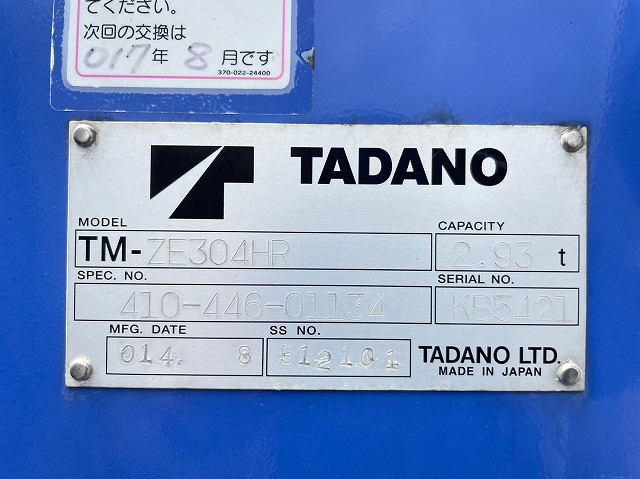 てください。
次回の交換は
017年 8月です
370-022-24400
TADANO
MODEL
TM-ZE304HR
CAPACITY
2.93 t
SPEC. NO.
410-446-01134
SERIAL NO.
KB5421
MFG. DATE
014. 8
SS NO.
512101
TADANO LTD.
MADE IN JAPAN